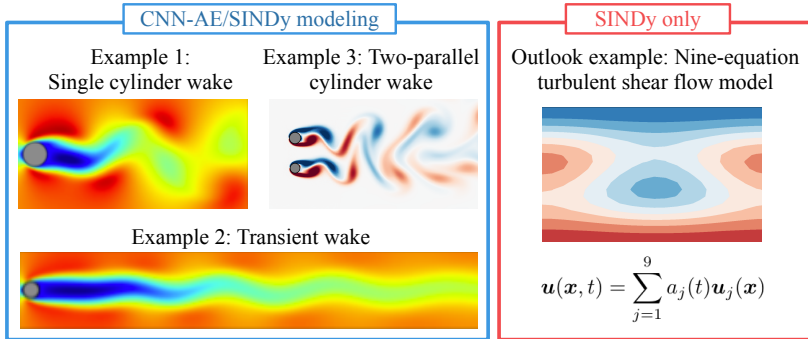 CNN-AE/SINDy modeling
Example 1:
Single cylinder wake
Example 3: Two-parallel
cylinder wake
Example 2: Transient wake
SINDy only
Outlook example: Nine-equation
turbulent shear flow model
u(x, t) = ∑_{j=1}^{9} a_j(t)u_j(x)